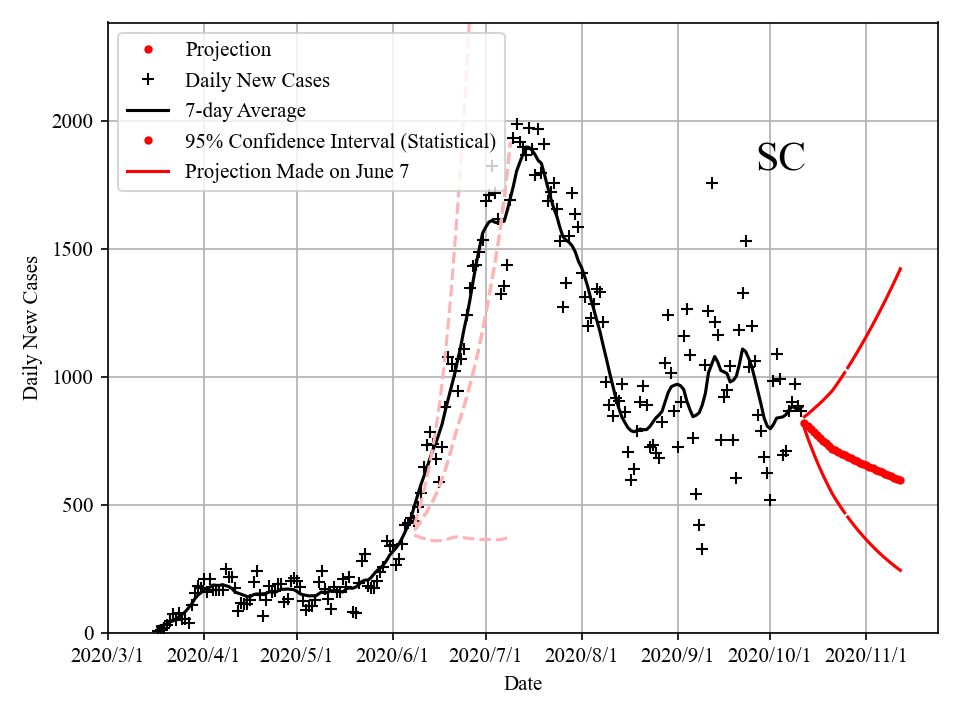 Projection
Daily New Cases
7-day Average
95% Confidence Interval (Statistical)
Projection Made on June 7
SC
Daily New Cases
2000
1500
1000
500
0
2020/3/1 2020/4/1 2020/5/1 2020/6/1 2020/7/1 2020/8/1 2020/9/1 2020/10/1 2020/11/1
Date